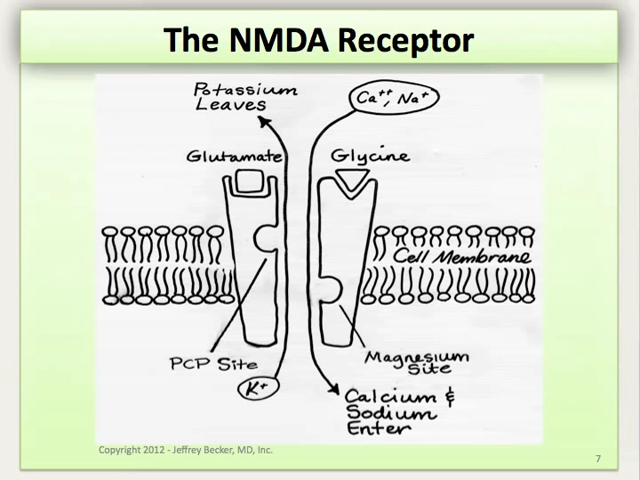 The NMDA Receptor
Potassium
Leaves
Ca++, Na+
Glutamate
Glycine
Cell Membrane
PCP Site
Magnesium
Site
K+
Calcium &
Sodium
Enter
Copyright 2012 - Jeffrey Becker, MD, Inc.
7